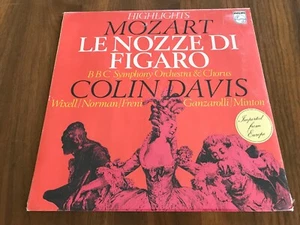 HIGHLIGHTS
MOZART
LE NOZZE DI
FIGARO
BBC Symphony Orchestra & Chorus
COLIN DAVIS
Wixell/Norman/Freni Ganzarolli/Minton
Imported
from
Europe